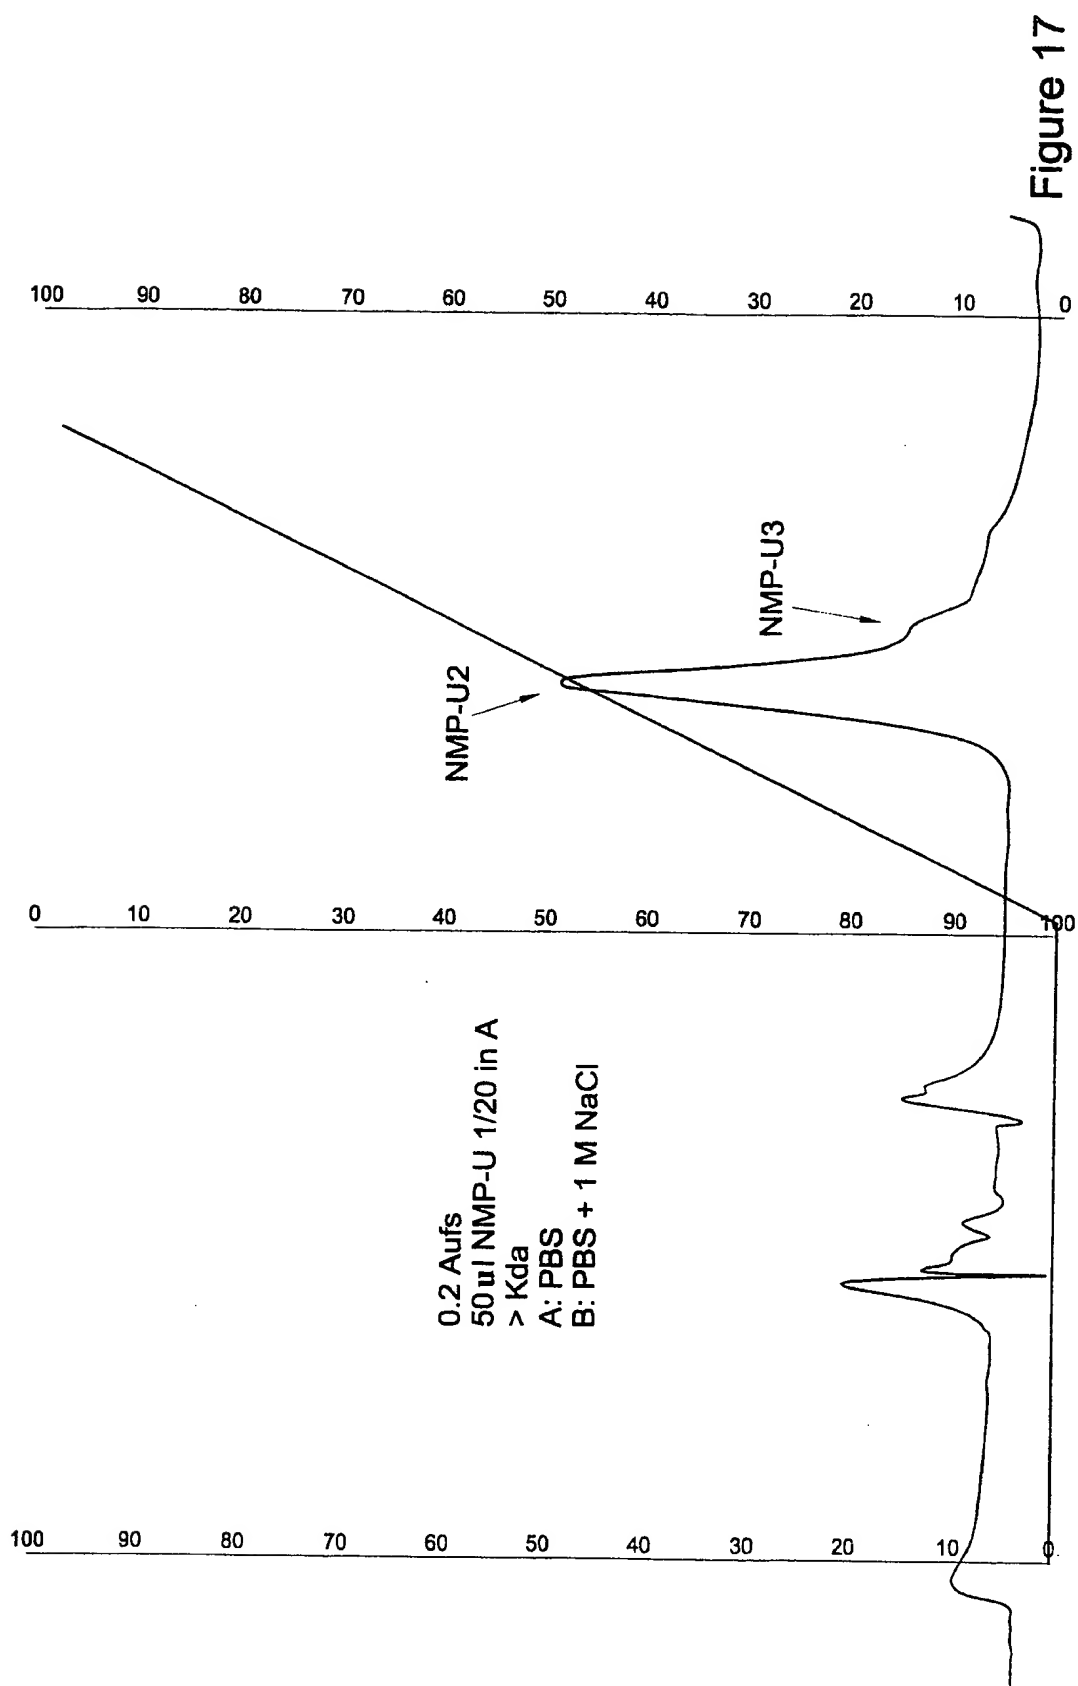 100 90 80 70 60 50 40 30 20 10 0
Figure 17
NMP-U2
NMP-U3
0 10 20 30 40 50 60 70 80 90 100
0.2 Aufs
50 ul NMP-U 1/20 in A
> Kda
A: PBS
B: PBS + 1 M NaCl
100 90 80 70 60 50 40 30 20 10 0